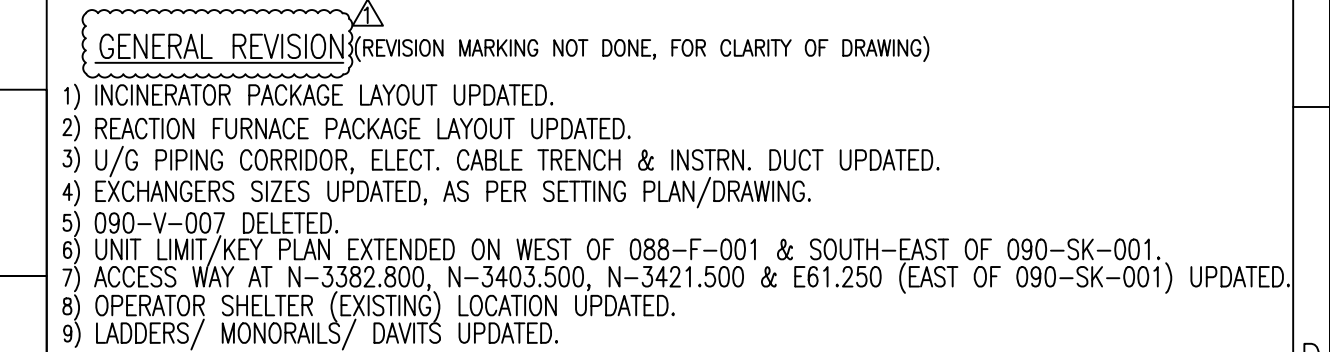 1
GENERAL REVISION (REVISION MARKING NOT DONE, FOR CLARITY OF DRAWING)
1) INCINERATOR PACKAGE LAYOUT UPDATED.
2) REACTION FURNACE PACKAGE LAYOUT UPDATED.
3) U/G PIPING CORRIDOR, ELECT. CABLE TRENCH & INSTRN. DUCT UPDATED.
4) EXCHANGERS SIZES UPDATED, AS PER SETTING PLAN/DRAWING.
5) 090-V-007 DELETED.
6) UNIT LIMIT/KEY PLAN EXTENDED ON WEST OF 088-F-001 & SOUTH-EAST OF 090-SK-001.
7) ACCESS WAY AT N-3382.800, N-3403.500, N-3421.500 & E61.250 (EAST OF 090-SK-001) UPDATED.
8) OPERATOR SHELTER (EXISTING) LOCATION UPDATED.
9) LADDERS/ MONORAILS/ DAVITS UPDATED.